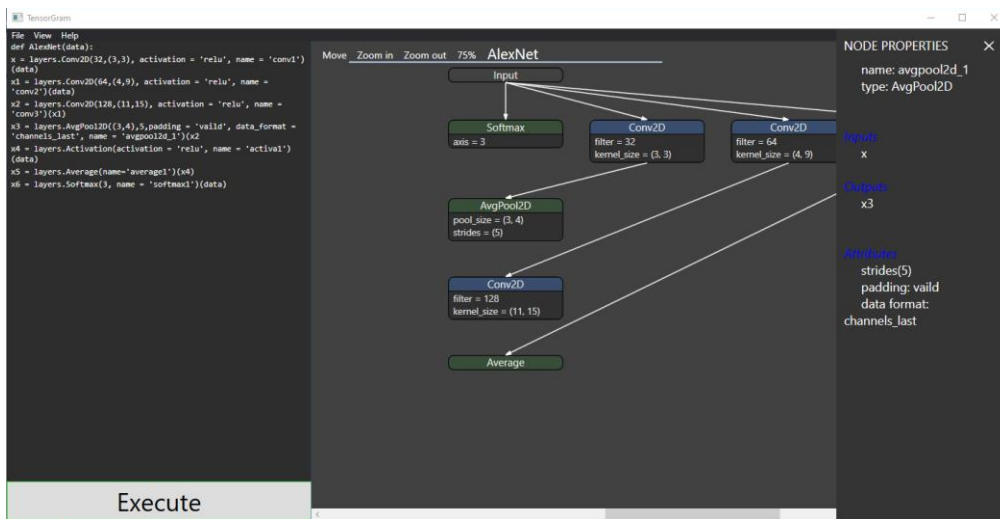 TensorGram
File View Help
def AlexNet(data):
x = layers.Conv2D(32,(3,3), activation = 'relu', name = 'conv1')
(data)
x1 = layers.Conv2D(64,(4,9), activation = 'relu', name =
'conv2')(data)
x2 = layers.Conv2D(128,(11,15), activation = 'relu', name =
'conv3')(x1)
x3 = layers.AvgPool2D((3,4),5,padding = 'vaild', data_format =
'channels_last', name = 'avgpool2d_1')(x2
x4 = layers.Activation(activation = 'relu', name = 'activa1')
(data)
x5 = layers.Average(name='average1')(x4)
x6 = layers.Softmax(3, name = 'softmax1')(data)
Execute
Move Zoom in Zoom out 75% AlexNet
Input
Softmax
axis = 3
Conv2D
filter = 32
kernel_size = (3, 3)
Conv2D
filter = 64
kernel_size = (4, 9)
AvgPool2D
pool_size = (3, 4)
strides = (5)
Conv2D
filter = 128
kernel_size = (11, 15)
Average
NODE PROPERTIES
name: avgpool2d_1
type: AvgPool2D
Inputs
x
Outputs
x3
Attributes
strides(5)
padding: vaild
data format:
channels_last